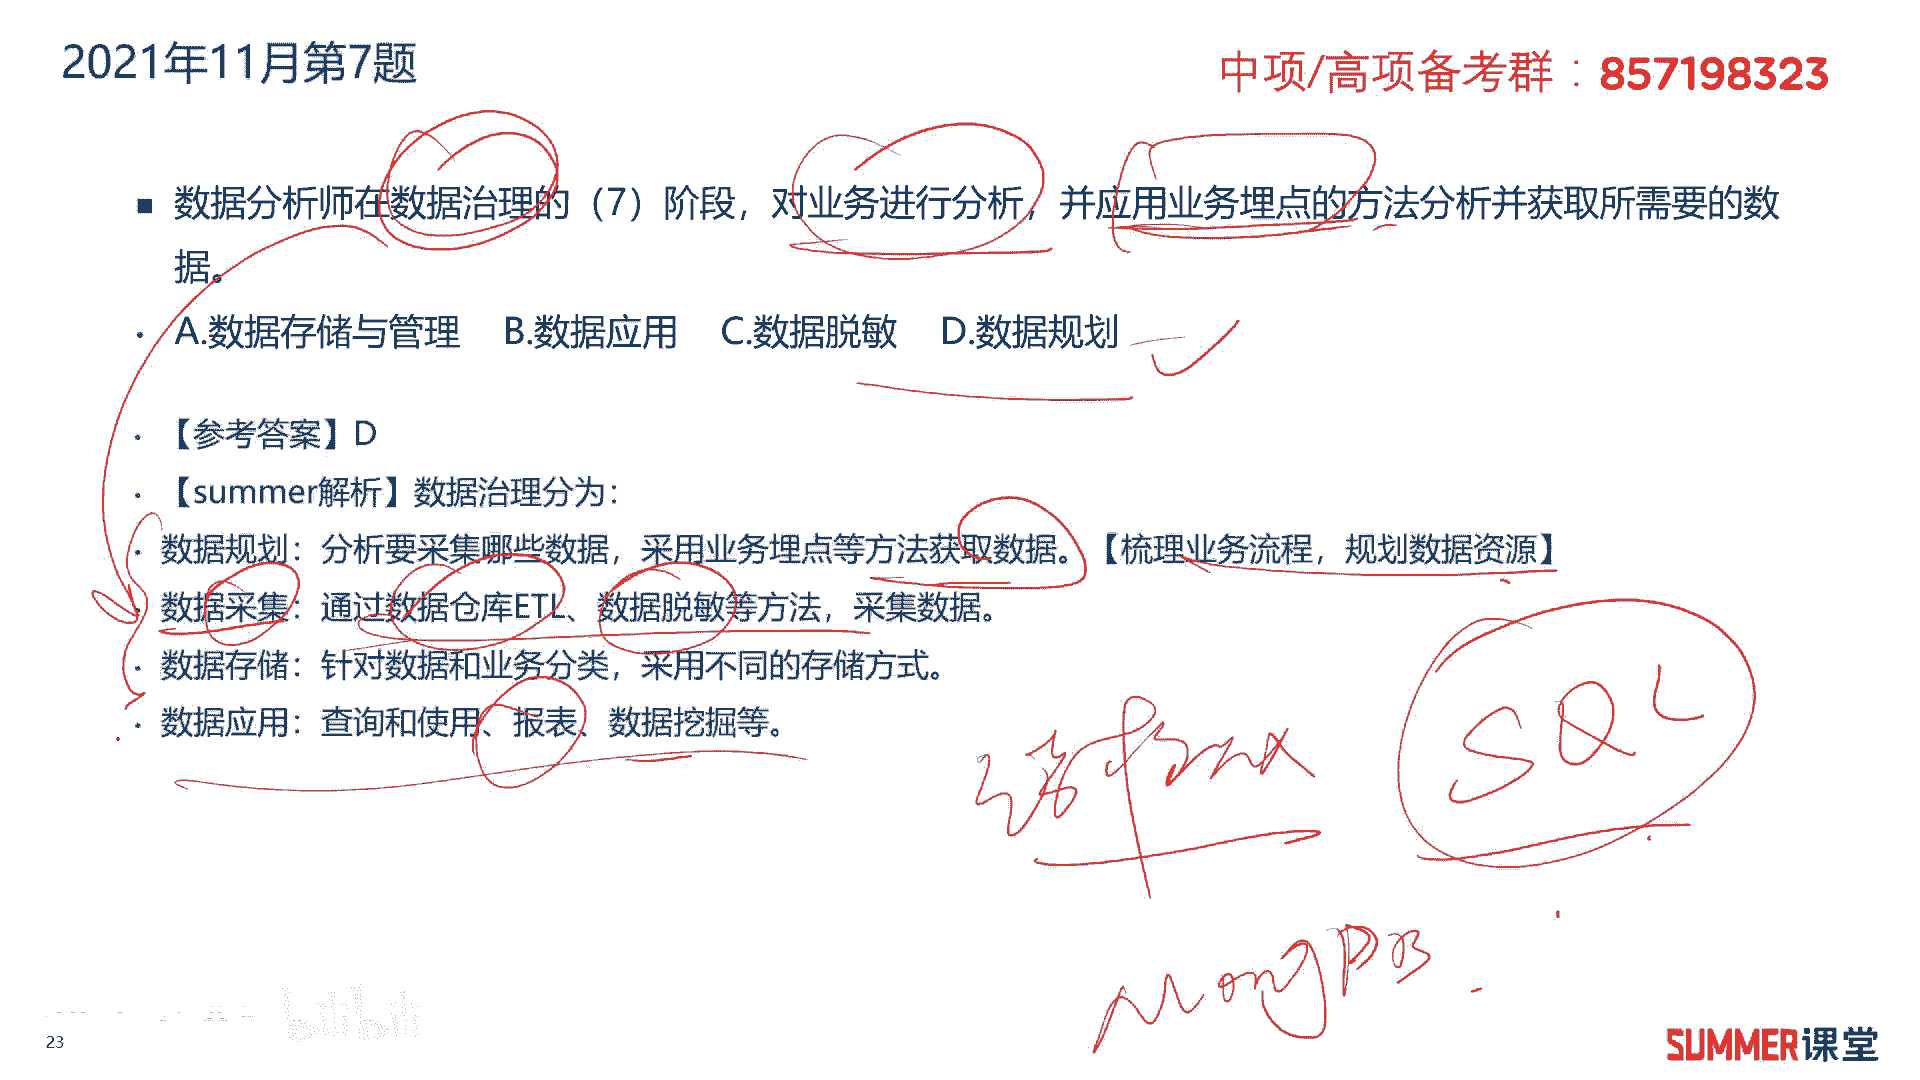 2021年11月第7题
中项/高项备考群：857198323
■ 数据分析师在数据治理的（7）阶段，对业务进行分析，并应用业务埋点的方法分析并获取所需要的数
据。
· A.数据存储与管理 B.数据应用 C.数据脱敏 D.数据规划
· 【参考答案】D
· 【summer解析】数据治理分为：
· 数据规划：分析要采集哪些数据，采用业务埋点等方法获取数据。【梳理业务流程，规划数据资源】
· 数据采集：通过数据仓库ETL、数据脱敏等方法，采集数据。
· 数据存储：针对数据和业务分类，采用不同的存储方式。
· 数据应用：查询和使用、报表、数据挖掘等。
SQL
MongDB
bilibili
23
SUMMER课堂